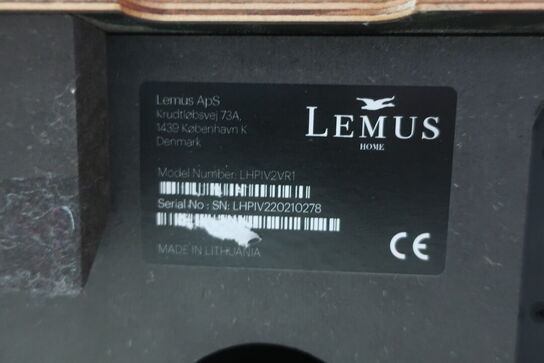 Lemus ApS
Krudtløbsvej 73A,
1439 København K
Denmark
LEMUS
HOME
Model Number: LHPIV2VR1
Serial No : SN: LHPIV220210278
MADE IN LITHUANIA
CE